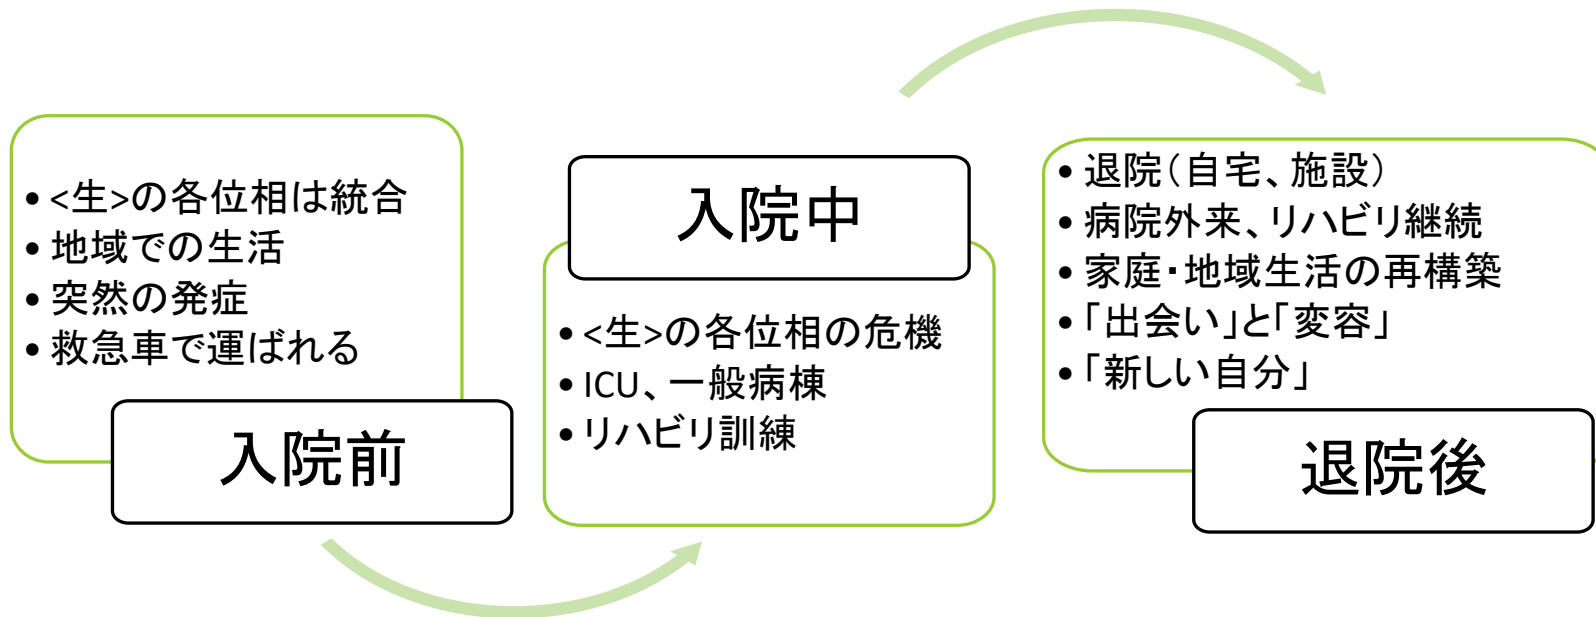 • <生>の各位相は統合
• 地域での生活
• 突然の発症
• 救急車で運ばれる
入院前
入院中
• <生>の各位相の危機
• ICU、一般病棟
• リハビリ訓練
• 退院（自宅、施設）
• 病院外来、リハビリ継続
• 家庭・地域生活の再構築
• 「出会い」と「変容」
• 「新しい自分」
退院後